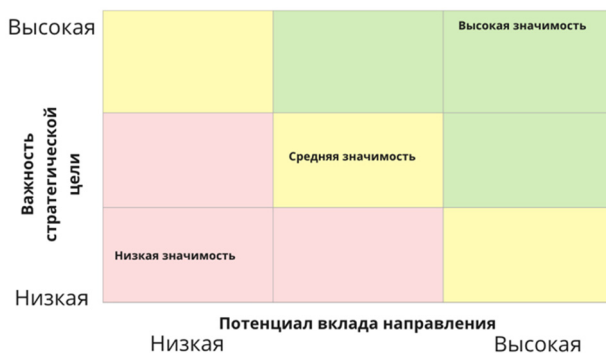 Высокая
Высокая значимость
Важность
стратегической
цели
Средняя значимость
Низкая значимость
Низкая
Потенциал вклада направления
Низкая
Высокая